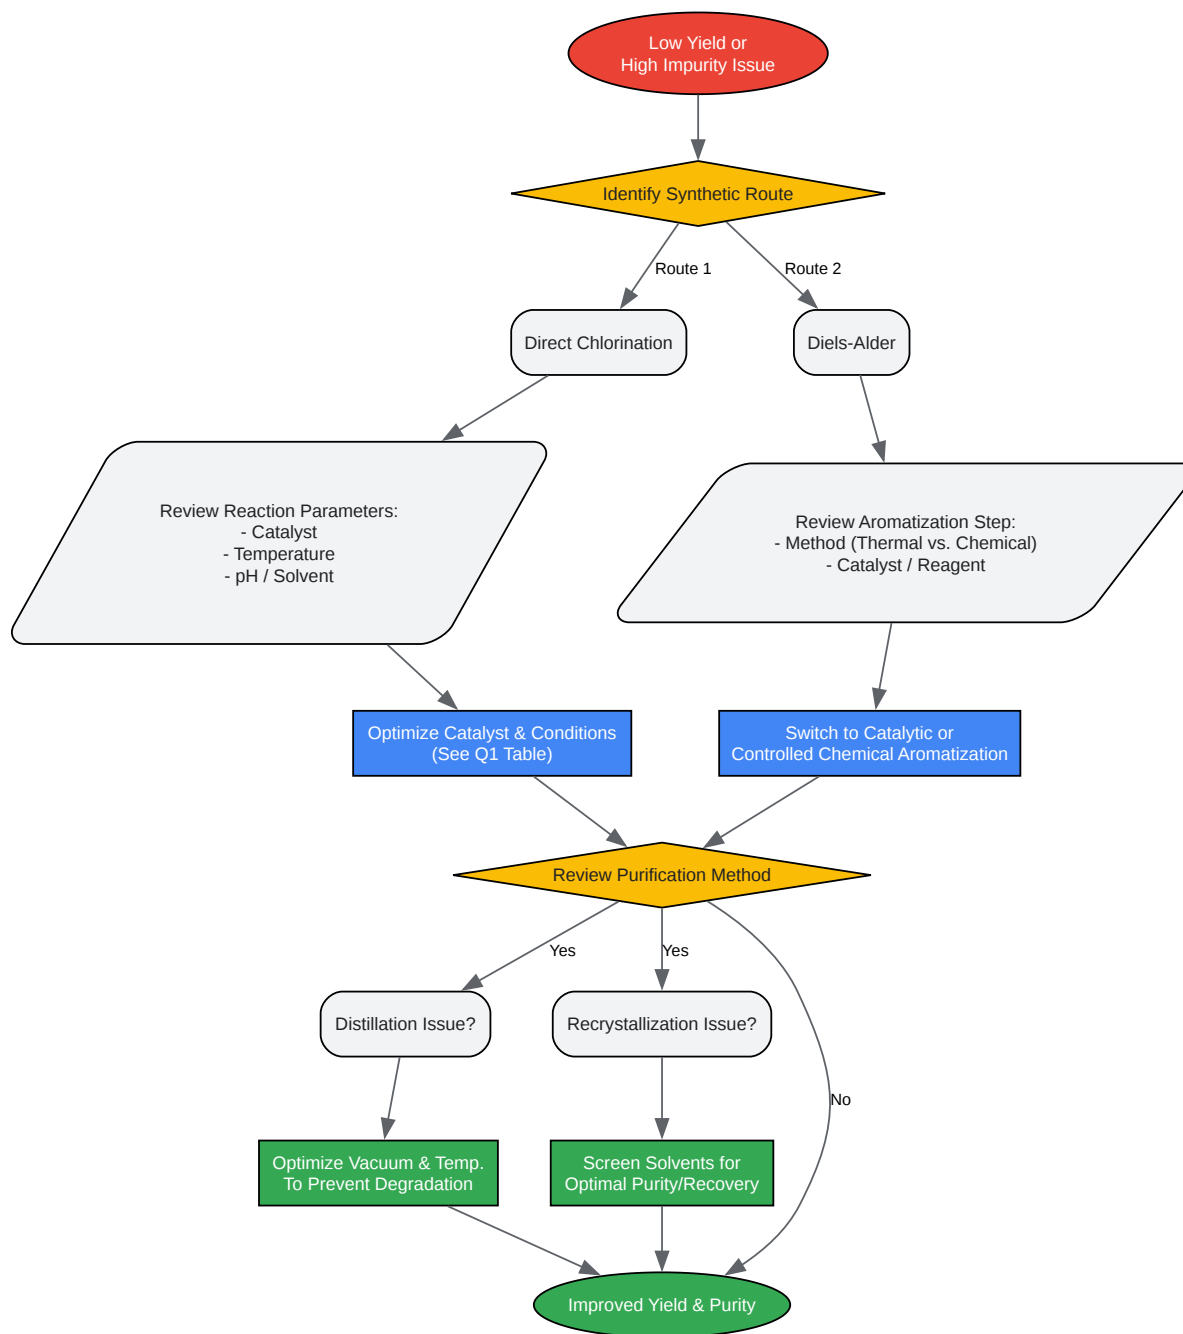 Low Yield or
High Impurity Issue
Identify Synthetic Route
Route 1
Route 2
Direct Chlorination
Diels-Alder
Review Reaction Parameters:
- Catalyst
- Temperature
- pH / Solvent
Review Aromatization Step:
- Method (Thermal vs. Chemical)
- Catalyst / Reagent
Optimize Catalyst & Conditions
(See Q1 Table)
Switch to Catalytic or
Controlled Chemical Aromatization
Review Purification Method
Yes
Yes
Distillation Issue?
Recrystallization Issue?
No
Optimize Vacuum & Temp.
To Prevent Degradation
Screen Solvents for
Optimal Purity/Recovery
Improved Yield & Purity